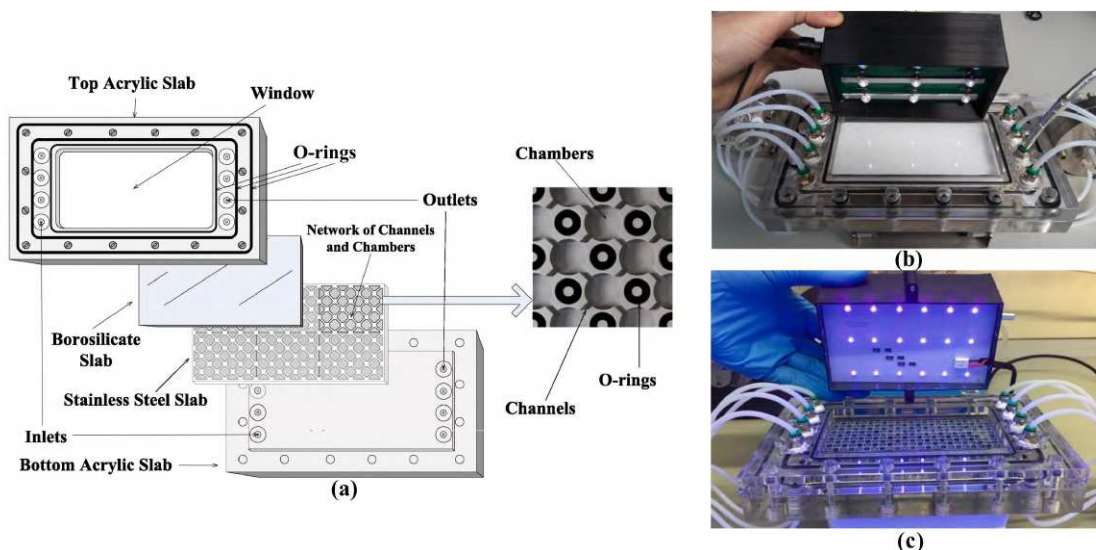 Top Acrylic Slab
Window
O-rings
Outlets
Network of Channels
and Chambers
Borosilicate
Slab
Stainless Steel Slab
Inlets
Bottom Acrylic Slab
(a)
Chambers
O-rings
Channels
(b)
(c)